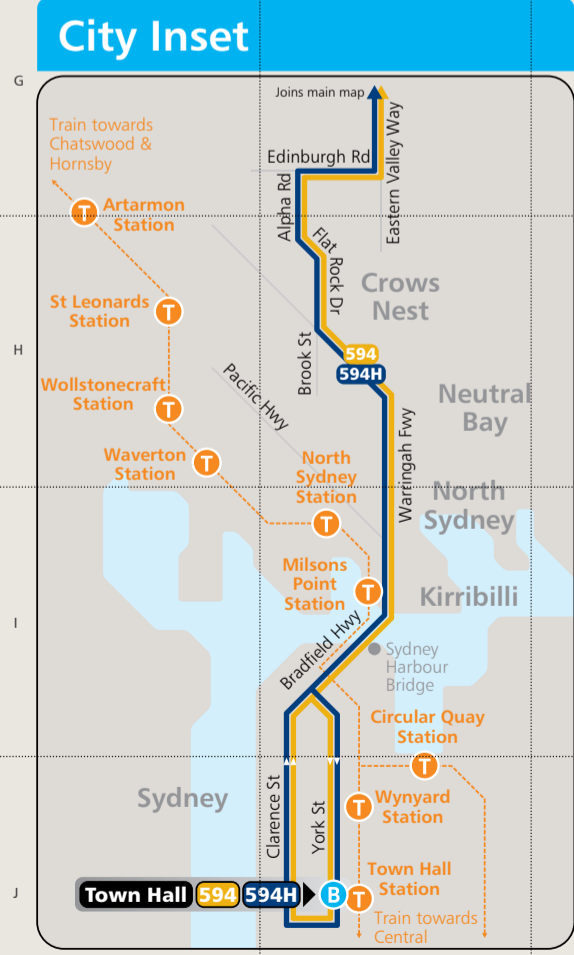 City Inset
G
Joins main map
Train towards
Chatswood &
Hornsby
Edinburgh Rd
Eastern Valley Way
Alpha Rd
T
Artarmon
Station
Flat
Rock Dr
Crows
Nest
St Leonards
Station
T
H
Brook St
594
594H
Pacific Hwy
Wollstonecraft
Station
T
Neutral
Bay
Warringah Fwy
Waverton
Station
T
North
Sydney
Station
T
North
Sydney
Milsons
Point
Station
T
Kirribilli
I
Bradfield Hwy
Sydney
Harbour
Bridge
Circular Quay
Station
T
Sydney
Clarence St
York St
T
Wynyard
Station
J
Town Hall 594 594H B
T
Town Hall
Station
Train towards
Central